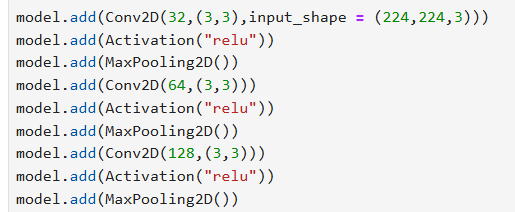 model.add(Conv2D(32,(3,3),input_shape = (224,224,3)))
model.add(Activation("relu"))
model.add(MaxPooling2D())
model.add(Conv2D(64,(3,3)))
model.add(Activation("relu"))
model.add(MaxPooling2D())
model.add(Conv2D(128,(3,3)))
model.add(Activation("relu"))
model.add(MaxPooling2D())